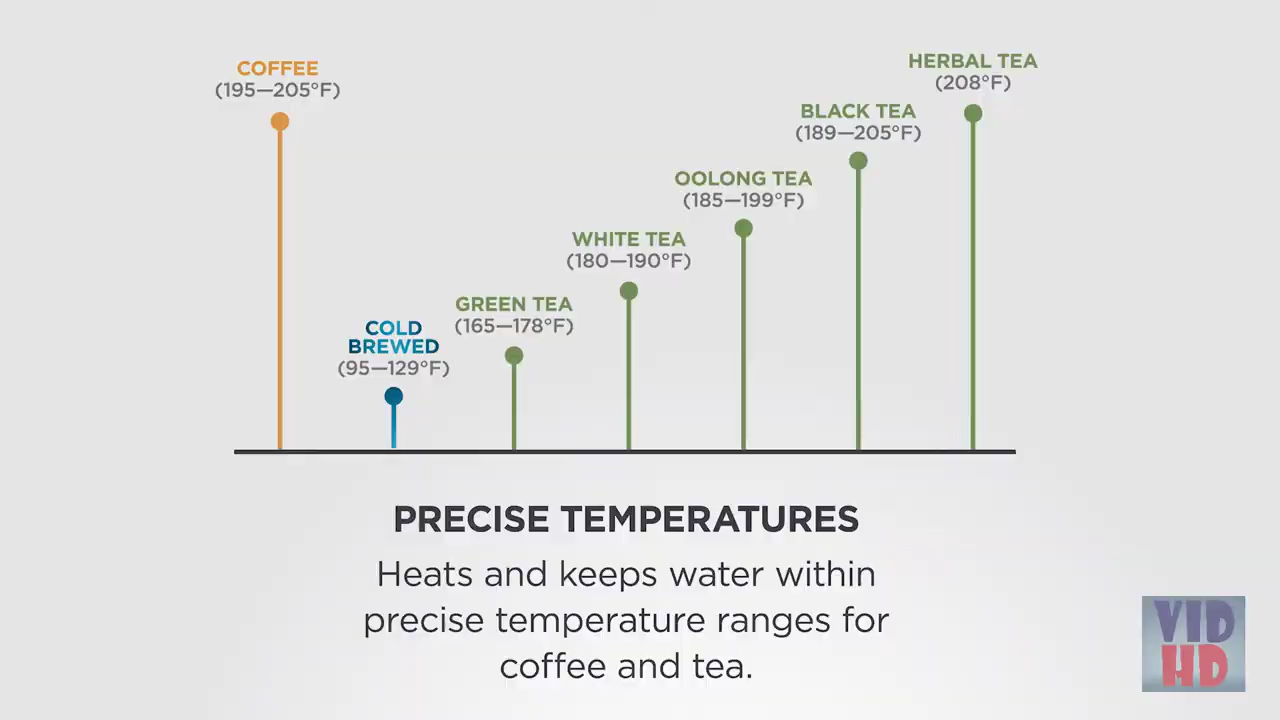 COFFEE
(195—205°F)
COLD
BREWED
(95—129°F)
GREEN TEA
(165—178°F)
WHITE TEA
(180—190°F)
OOLONG TEA
(185—199°F)
BLACK TEA
(189—205°F)
HERBAL TEA
(208°F)
PRECISE TEMPERATURES
Heats and keeps water within
precise temperature ranges for
coffee and tea.
VID
HD